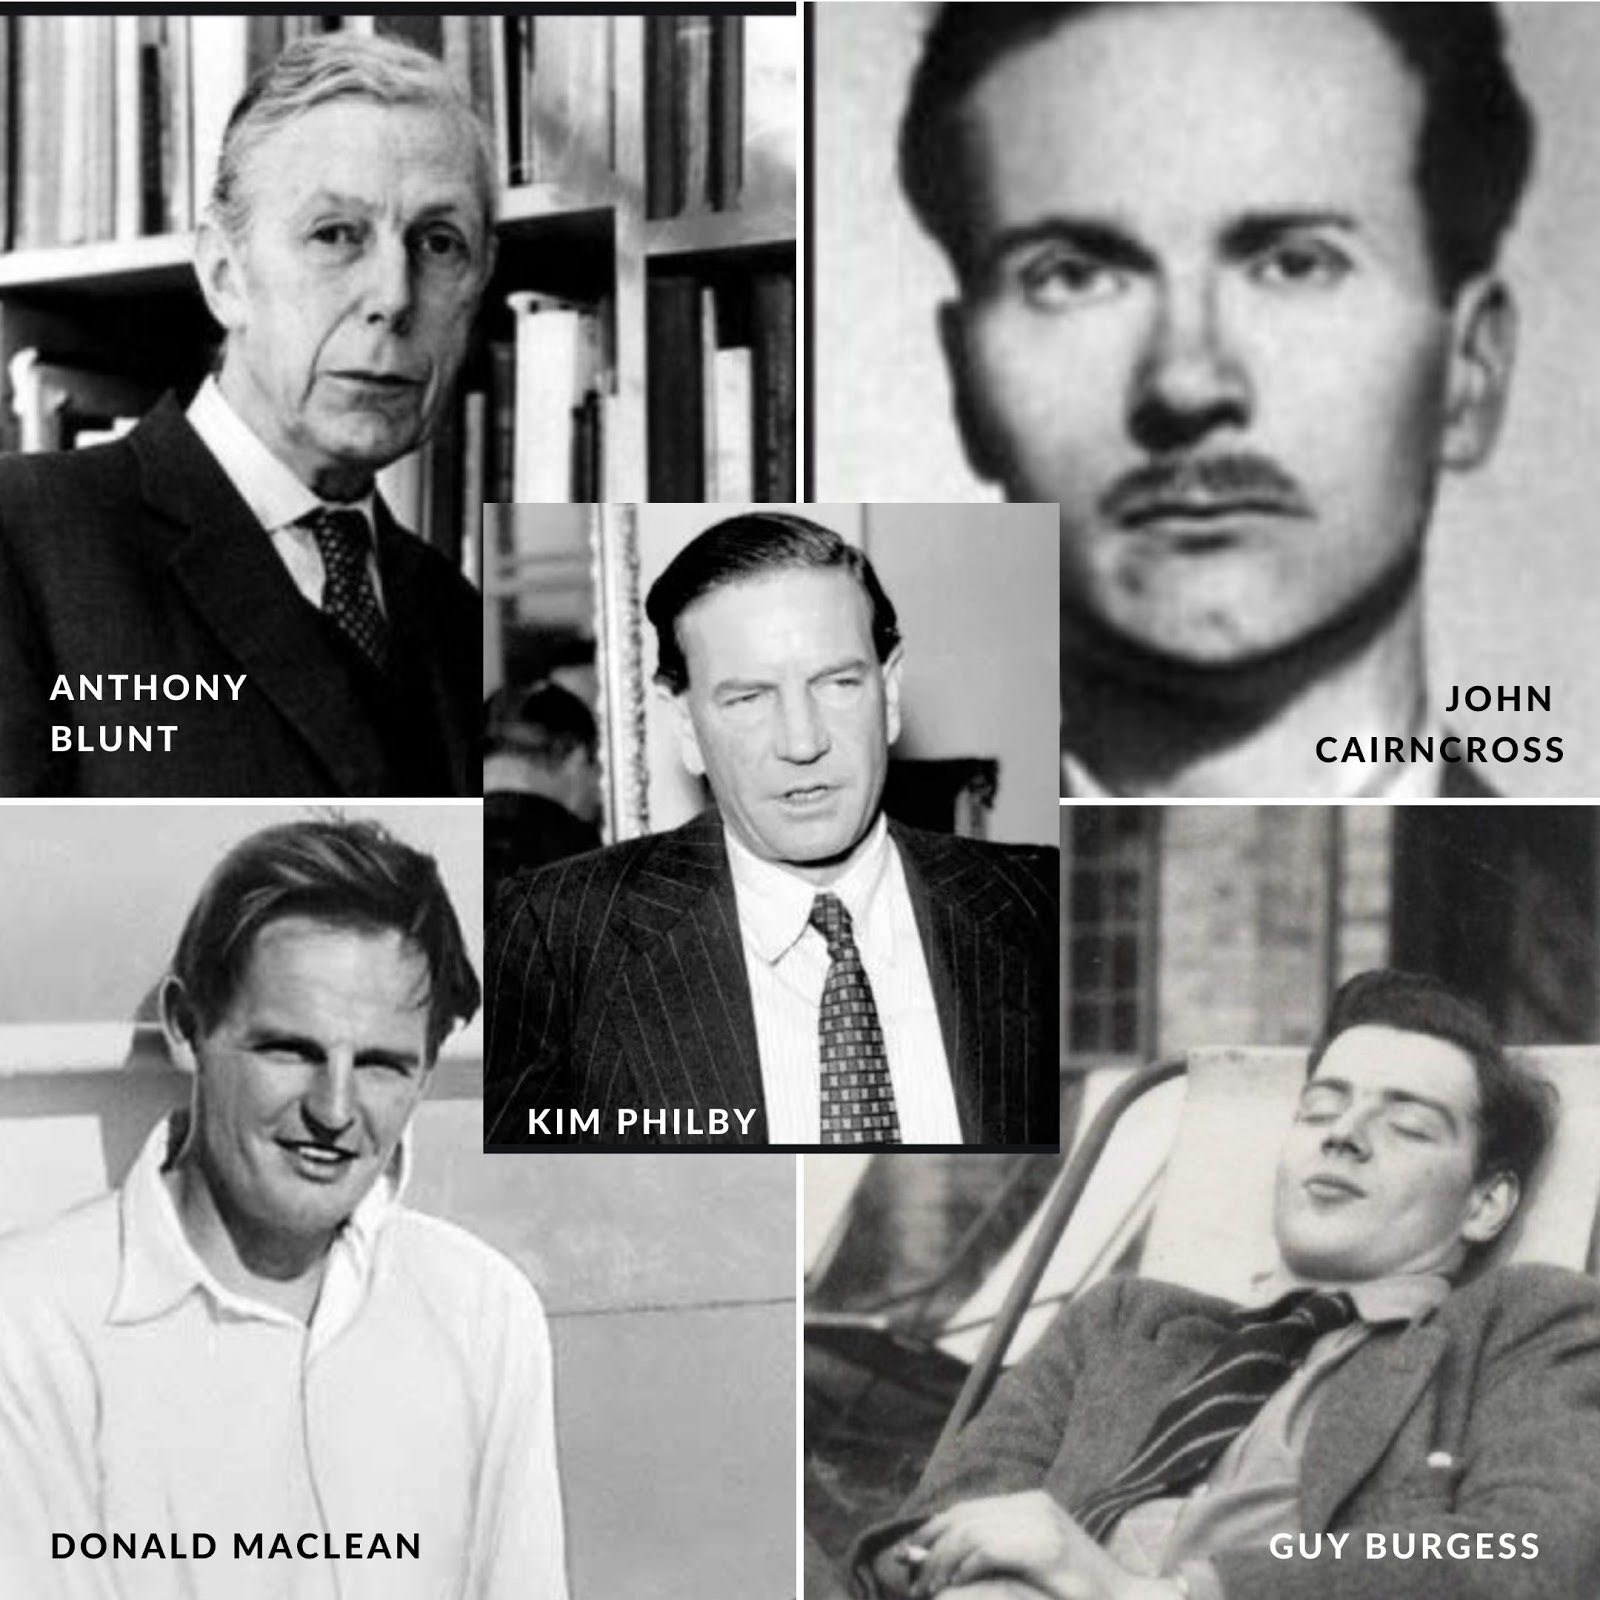 ANTHONY
BLUNT
JOHN
CAIRNCROSS
KIM PHILBY
DONALD MACLEAN
GUY BURGESS